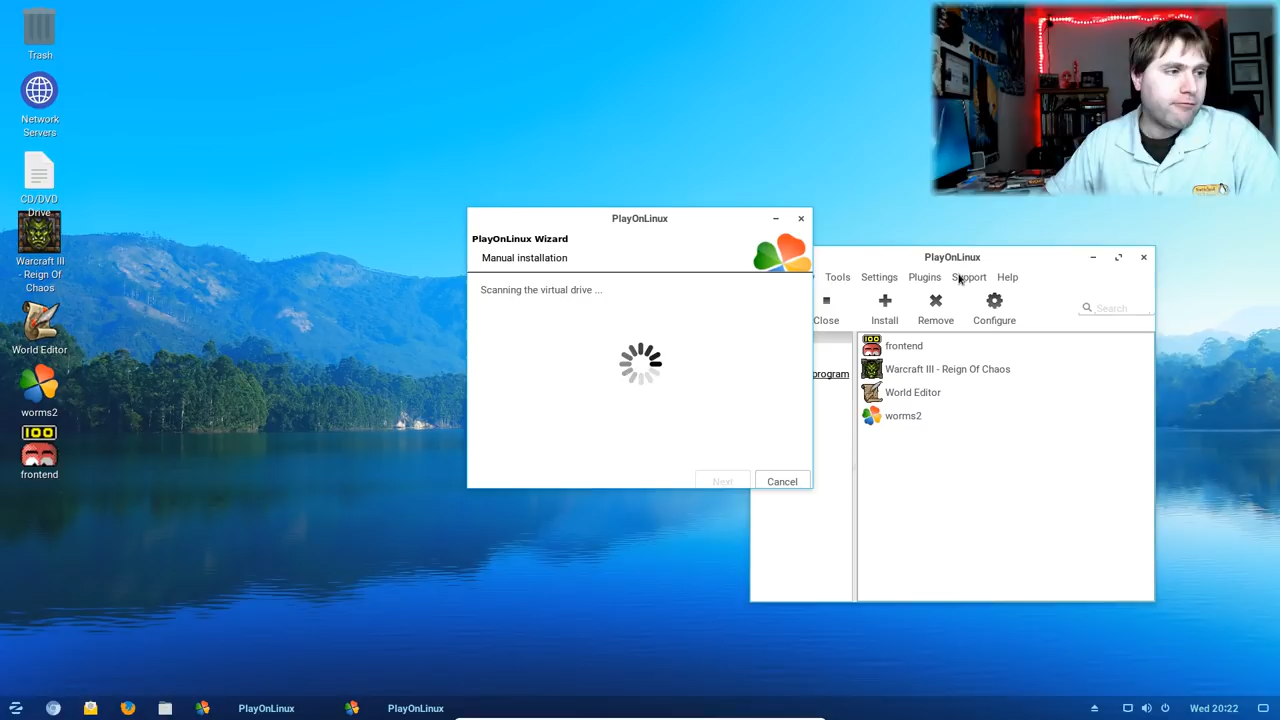 Trash
Network
Servers
CD/DVD
Drive
Warcraft III
- Reign Of
Chaos
World Editor
worms2
100
frontend
PlayOnLinux
PlayOnLinux Wizard
Manual installation
Scanning the virtual drive ...
Next
Cancel
PlayOnLinux
Tools
Settings
Plugins
Support
Help
Close
Install
Remove
Configure
Search
program
100
frontend
Warcraft III - Reign Of Chaos
World Editor
worms2
PlayOnLinux
PlayOnLinux
Wed 20:22